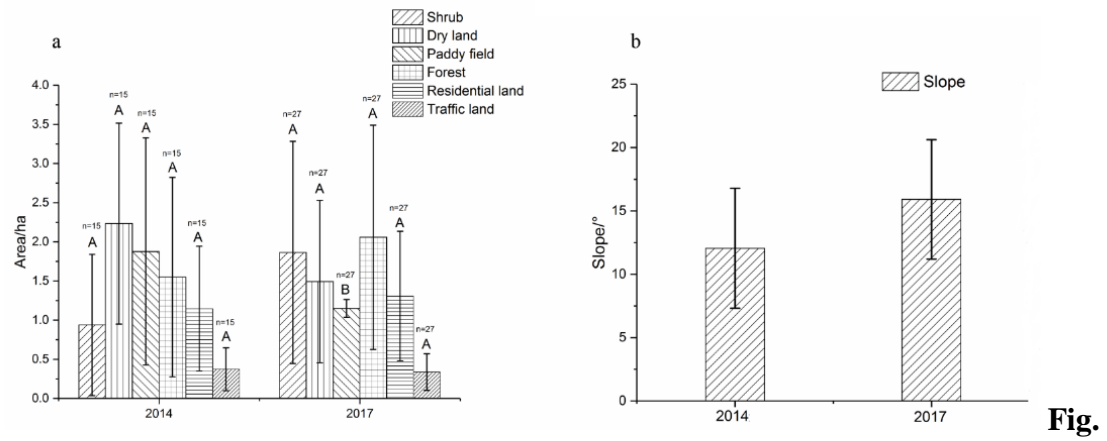 a
Shrub
Dry land
Paddy field
Forest
Residential land
Traffic land
Area/ha
4.0
3.5
3.0
2.5
2.0
1.5
1.0
0.5
0.0
n=15
A
n=15
A
n=15
A
n=15
A
n=15
A
n=15
A
n=27
A
n=27
A
n=27
B
n=27
A
n=27
A
n=27
A
2014
2017
b
Slope
Slope/°
25
20
15
10
5
0
2014
2017
Fig.